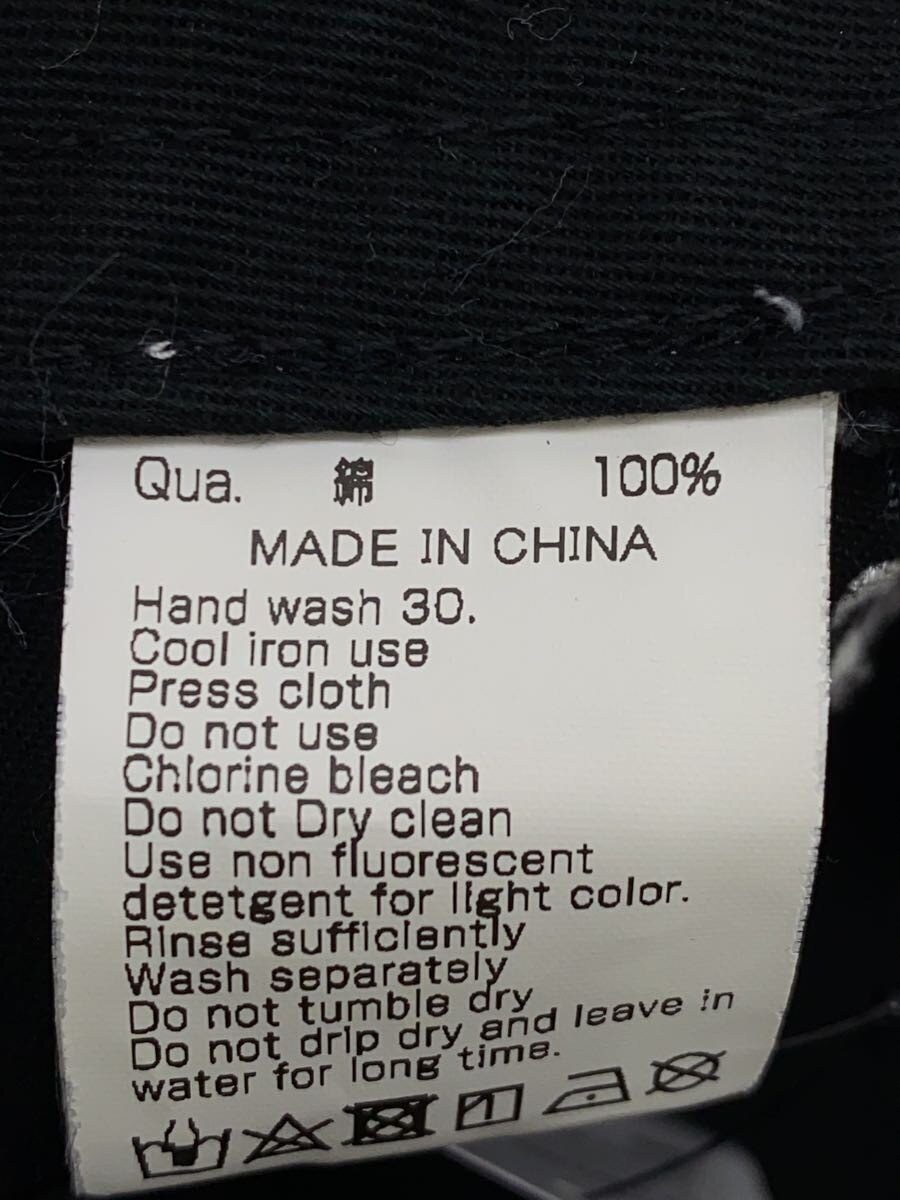 Qua. 綿 100%
MADE IN CHINA
Hand wash 30.
Cool iron use
Press cloth
Do not use
Chlorine bleach
Do not Dry clean
Use non fluorescent
detetgent for light color.
Rinse sufficiently
Wash separately
Do not tumble dry
Do not drip dry and leave in
water for long time.